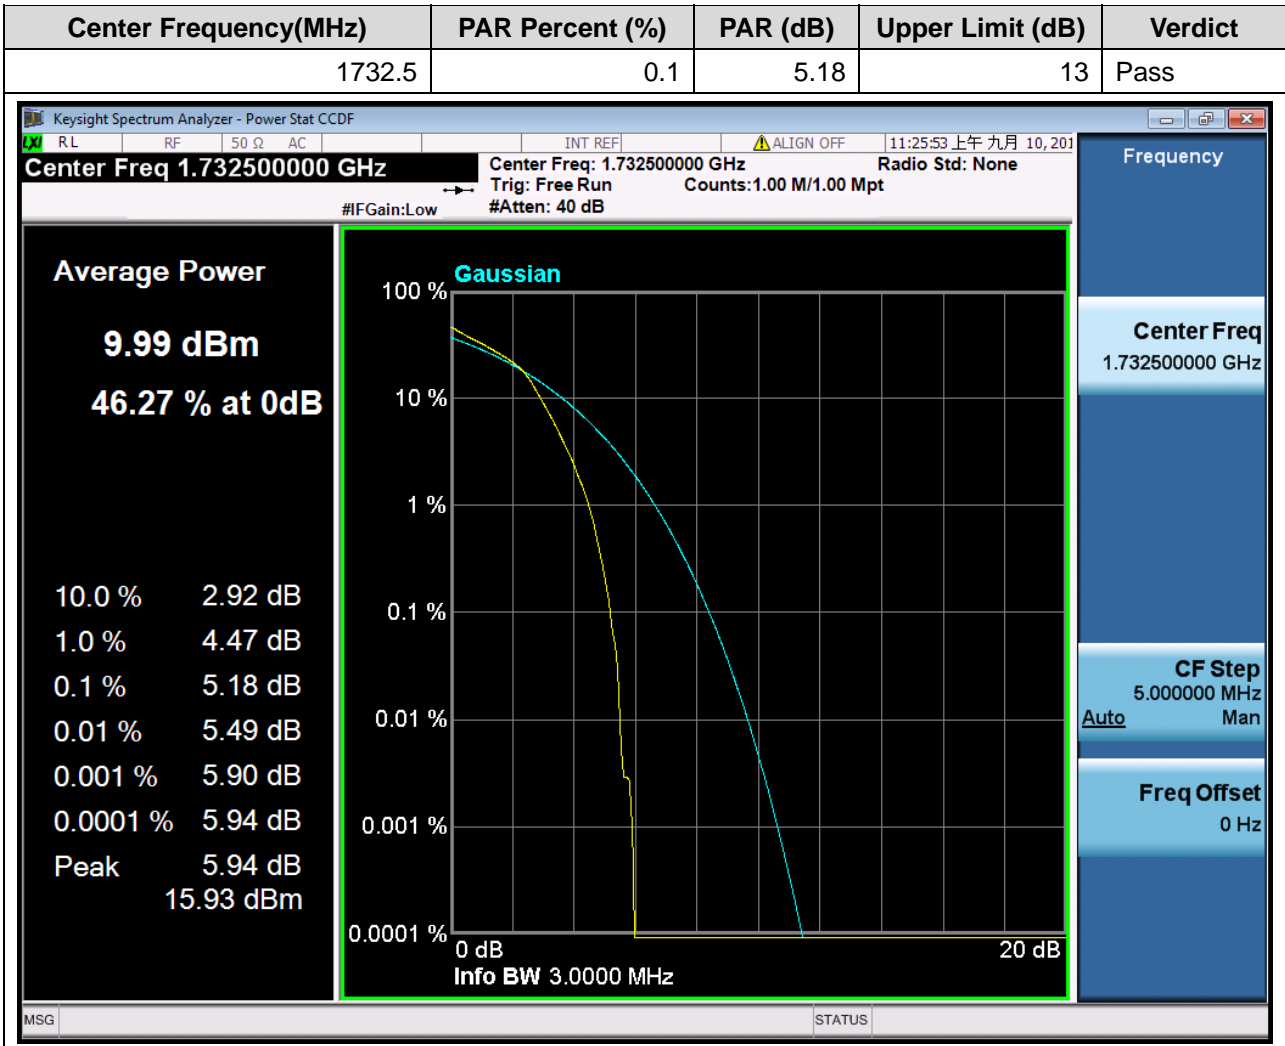 Center Frequency(MHz) PAR Percent (%) PAR (dB) Upper Limit (dB) Verdict
1732.5 0.1 5.18 13 Pass
Keysight Spectrum Analyzer - Power Stat CCDF
LXI RL RF 50 Ω AC INT REF ALIGN OFF 11:25:53 上午 九月 10, 201
Center Freq 1.732500000 GHz
Center Freq: 1.732500000 GHz Radio Std: None
Trig: Free Run Counts:1.00 M/1.00 Mpt
#IFGain:Low #Atten: 40 dB
Average Power
9.99 dBm
46.27 % at 0dB
10.0 % 2.92 dB
1.0 % 4.47 dB
0.1 % 5.18 dB
0.01 % 5.49 dB
0.001 % 5.90 dB
0.0001 % 5.94 dB
Peak 5.94 dB
15.93 dBm
Gaussian
100 %
10 %
1 %
0.1 %
0.01 %
0.001 %
0.0001 %
0 dB 20 dB
Info BW 3.0000 MHz
Frequency
Center Freq
1.732500000 GHz
CF Step
5.000000 MHz
Auto Man
Freq Offset
0 Hz
MSG STATUS